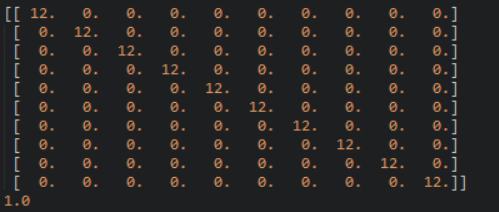 [[ 12. 0. 0. 0. 0. 0. 0. 0. 0. 0.]
[ 0. 12. 0. 0. 0. 0. 0. 0. 0. 0.]
[ 0. 0. 12. 0. 0. 0. 0. 0. 0. 0.]
[ 0. 0. 0. 12. 0. 0. 0. 0. 0. 0.]
[ 0. 0. 0. 0. 12. 0. 0. 0. 0. 0.]
[ 0. 0. 0. 0. 0. 12. 0. 0. 0. 0.]
[ 0. 0. 0. 0. 0. 0. 12. 0. 0. 0.]
[ 0. 0. 0. 0. 0. 0. 0. 12. 0. 0.]
[ 0. 0. 0. 0. 0. 0. 0. 0. 12. 0.]
[ 0. 0. 0. 0. 0. 0. 0. 0. 0. 12.]]
1.0